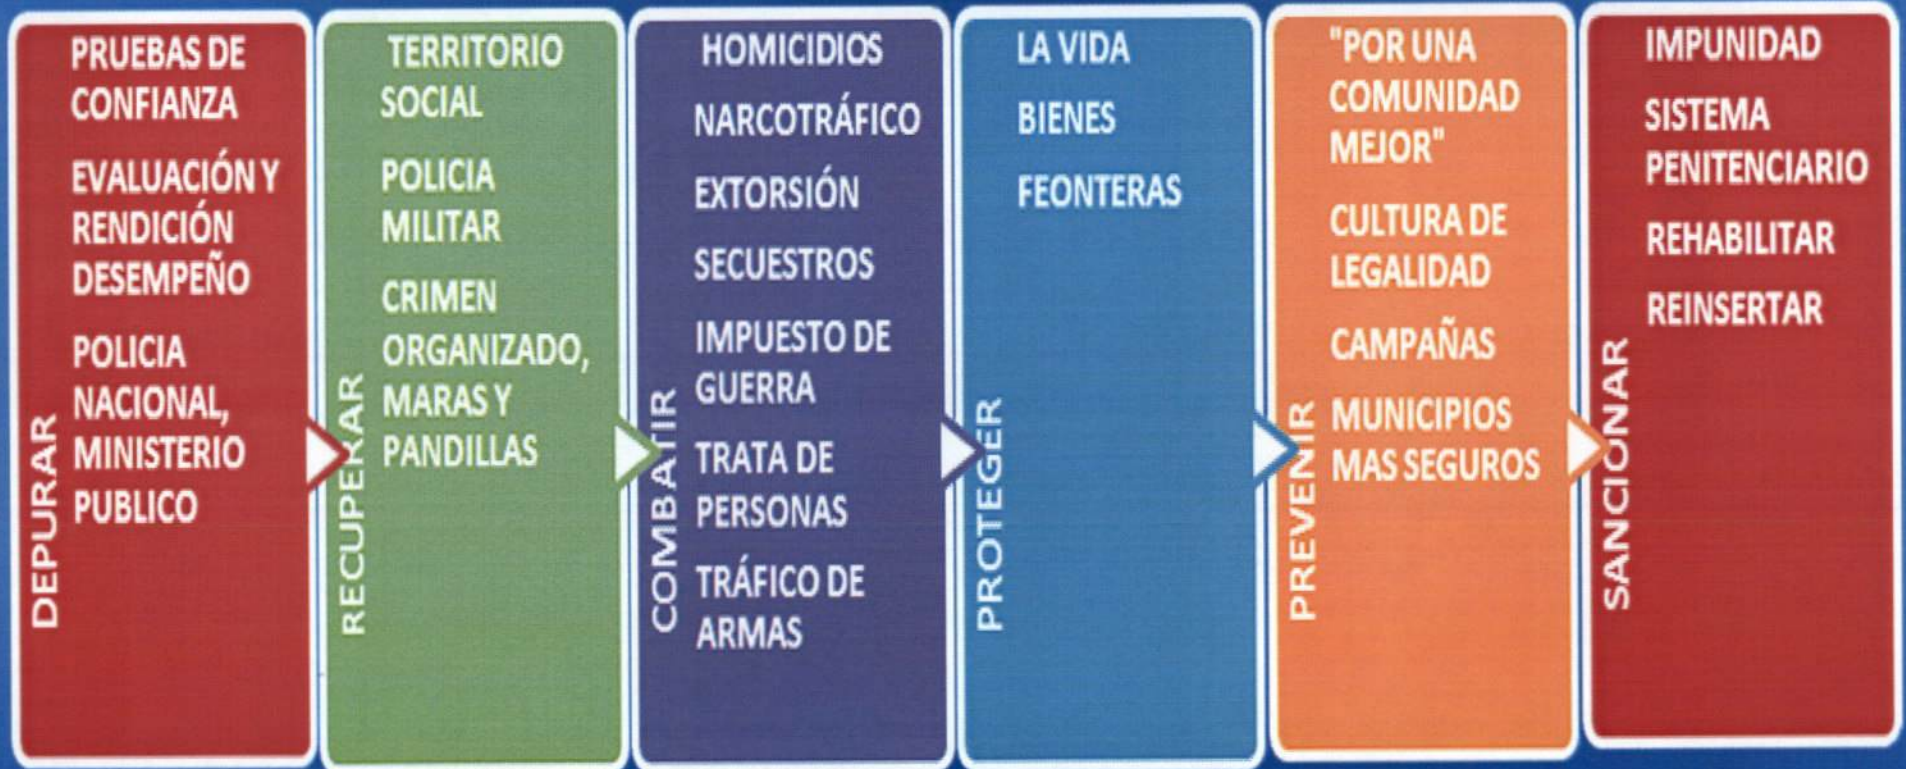 DEPURAR
PRUEBAS DE
CONFIANZA
EVALUACIÓN Y
RENDICIÓN
DESEMPEÑO
POLICIA
NACIONAL,
MINISTERIO
PUBLICO
RECUPERAR
TERRITORIO
SOCIAL
POLICIA
MILITAR
CRIMEN
ORGANIZADO,
MARAS Y
PANDILLAS
COMBATIR
HOMICIDIOS
NARCOTRÁFICO
EXTORSIÓN
SECUESTROS
IMPUESTO DE
GUERRA
TRATA DE
PERSONAS
TRÁFICO DE
ARMAS
PROTEGER
LA VIDA
BIENES
FEONTERAS
PREVENIR
"POR UNA
COMUNIDAD
MEJOR"
CULTURA DE
LEGALIDAD
CAMPAÑAS
MUNICIPIOS
MAS SEGUROS
SANCIONAR
IMPUNIDAD
SISTEMA
PENITENCIARIO
REHABILITAR
REINSERTAR